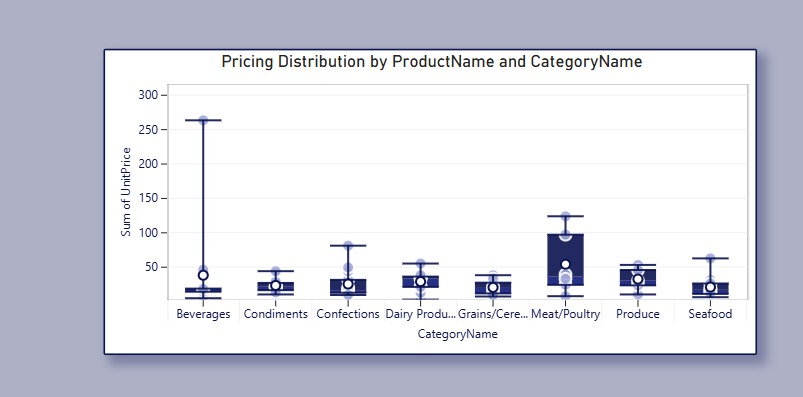 Pricing Distribution by ProductName and CategoryName
300
250
200
150
100
50
Sum of UnitPrice
Beverages Condiments Confections Dairy Produ... Grains/Cere... Meat/Poultry Produce Seafood
CategoryName